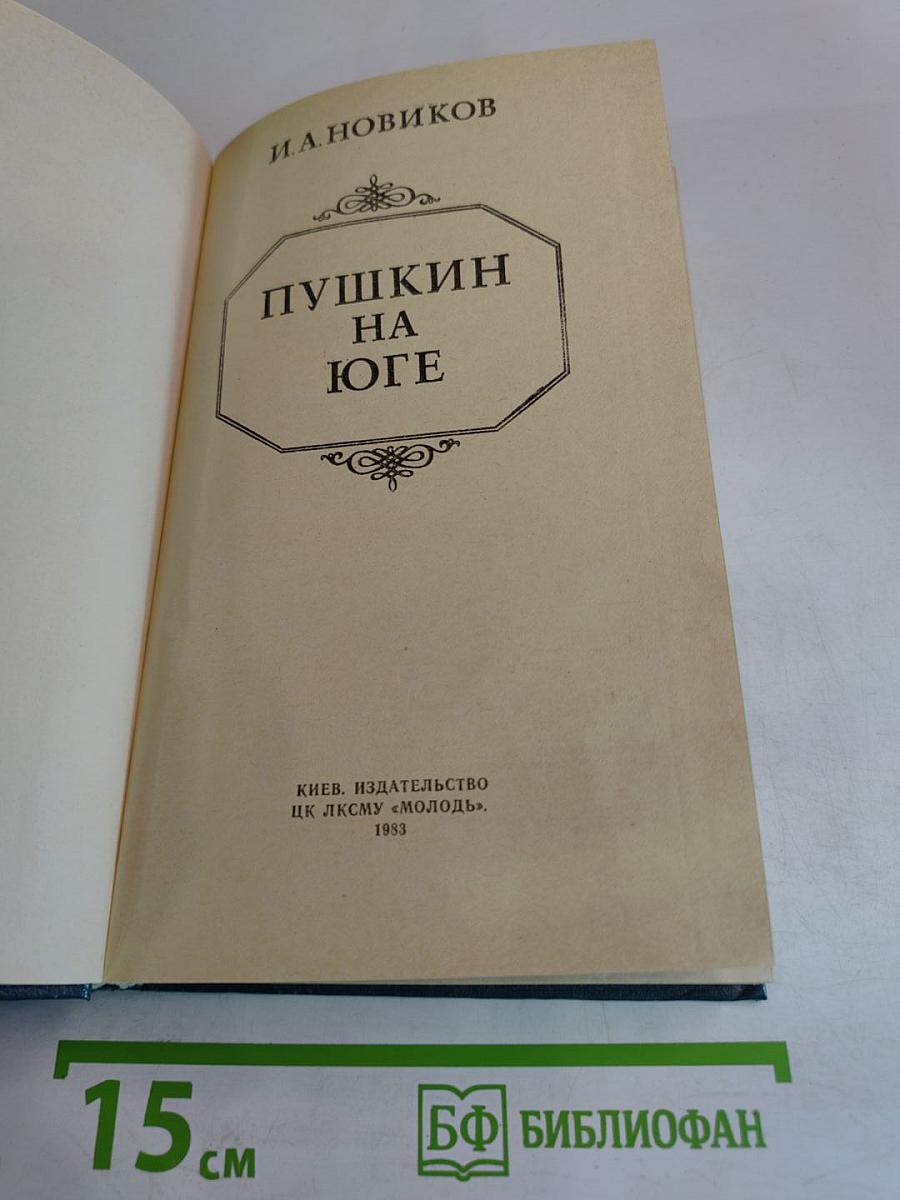 И.А.НОВИКОВ
ПУШКИН
НА
ЮГЕ
КИЕВ. ИЗДАТЕЛЬСТВО
ЦК ЛКСМУ «МОЛОДЬ».
1983
15 см
БФ БИБЛИОФАН